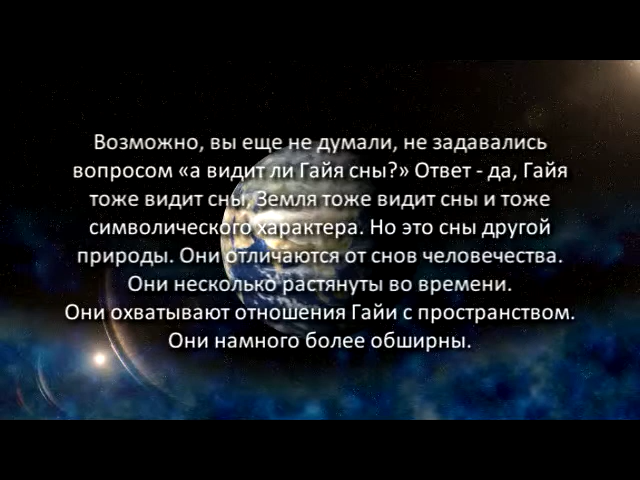 Возможно, вы еще не думали, не задавались
вопросом «а видит ли Гайя сны?» Ответ - да, Гайя
тоже видит сны, Земля тоже видит сны и тоже
символического характера. Но это сны другой
природы. Они отличаются от снов человечества.
Они несколько растянуты во времени.
Они охватывают отношения Гайи с пространством.
Они намного более обширны.